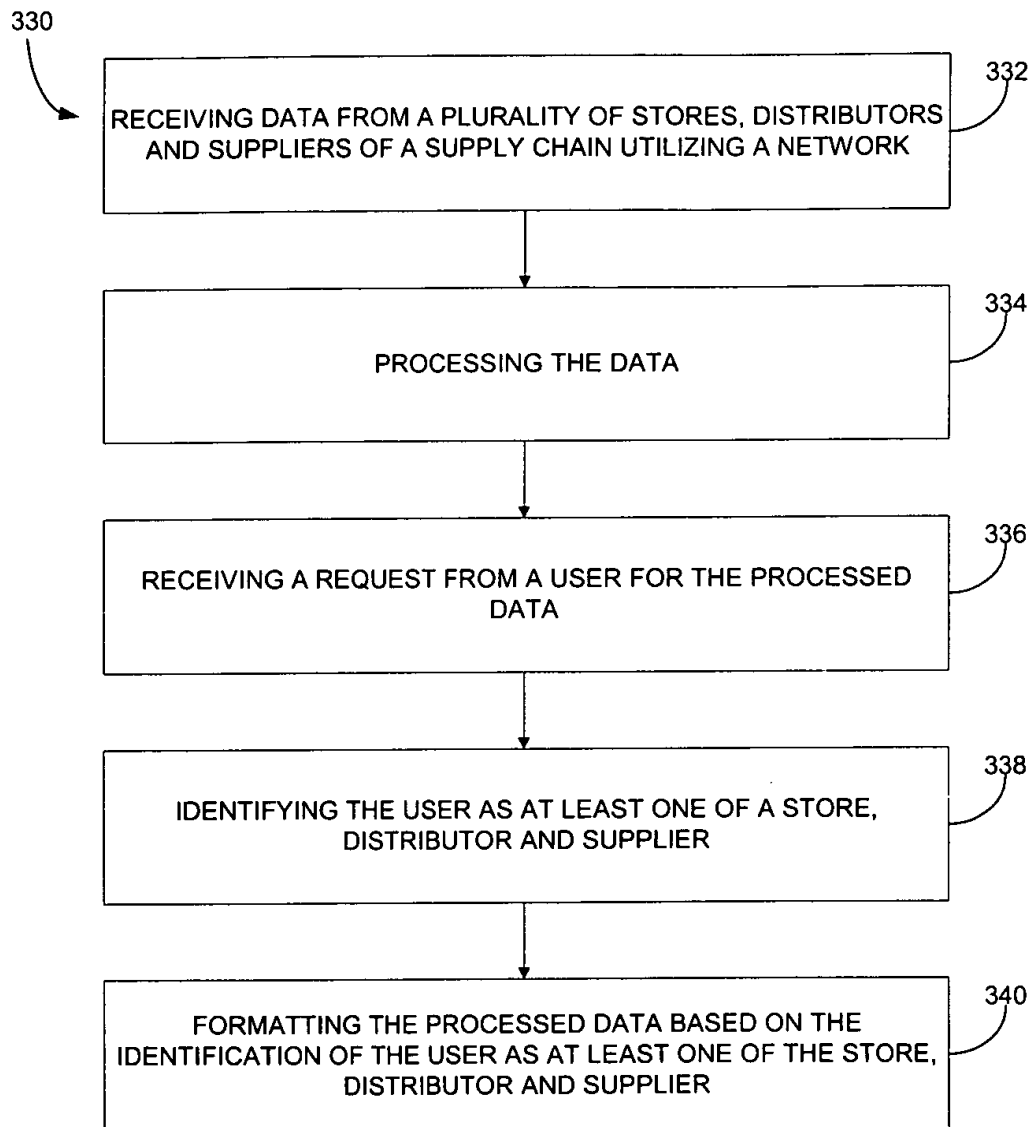 330
332
RECEIVING DATA FROM A PLURALITY OF STORES, DISTRIBUTORS
AND SUPPLIERS OF A SUPPLY CHAIN UTILIZING A NETWORK
334
PROCESSING THE DATA
336
RECEIVING A REQUEST FROM A USER FOR THE PROCESSED
DATA
338
IDENTIFYING THE USER AS AT LEAST ONE OF A STORE,
DISTRIBUTOR AND SUPPLIER
340
FORMATTING THE PROCESSED DATA BASED ON THE
IDENTIFICATION OF THE USER AS AT LEAST ONE OF THE STORE,
DISTRIBUTOR AND SUPPLIER